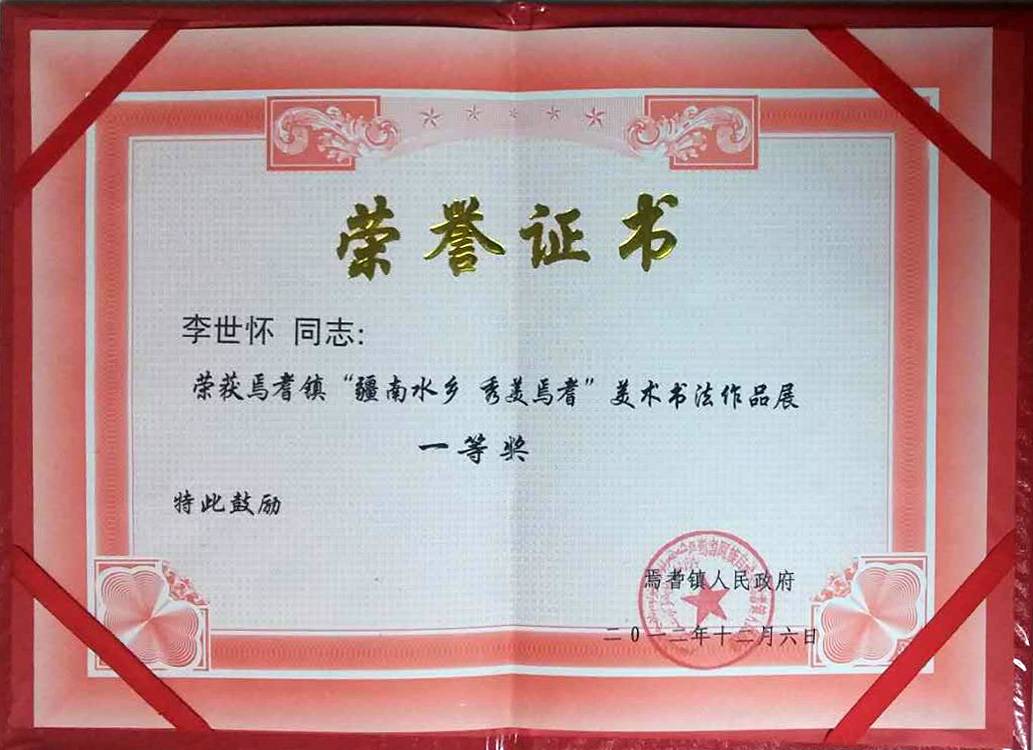 荣誉证书
李世怀 同志:
荣获焉耆镇“疆南水乡 秀美焉耆”美术书法作品展
一等奖
特此鼓励
焉耆镇人民政府
二0一二年十二月六日